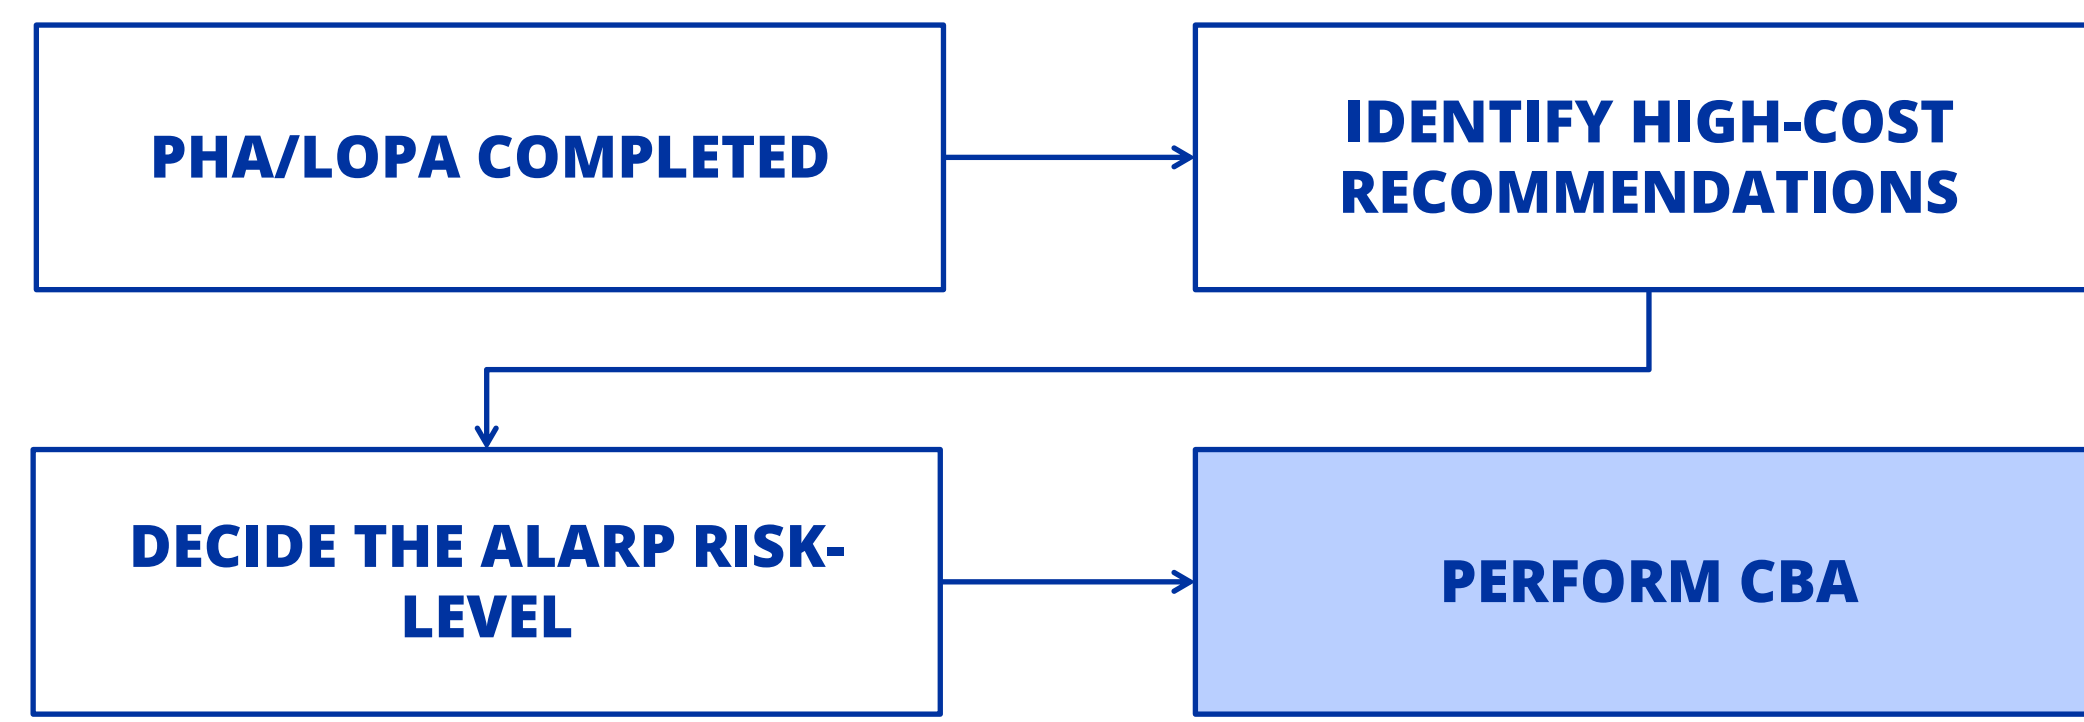 PHA/LOPA COMPLETED
IDENTIFY HIGH-COST
RECOMMENDATIONS
DECIDE THE ALARP RISK-
LEVEL
PERFORM CBA